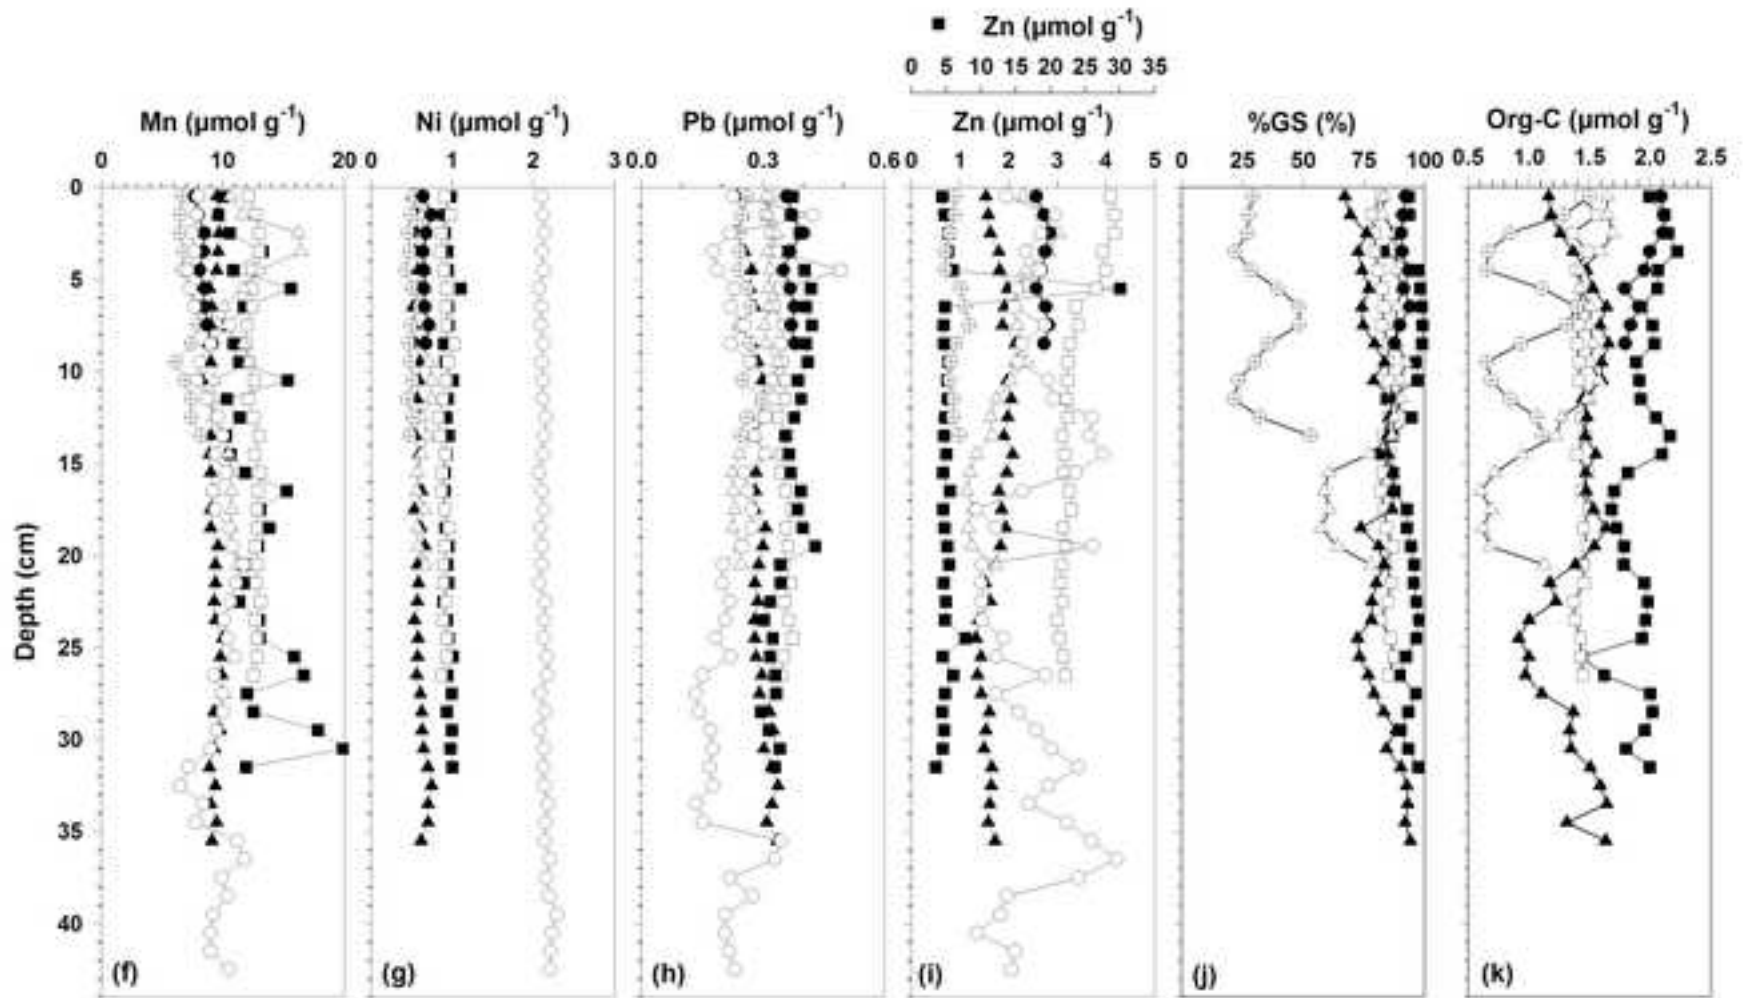 Zn (µmol g⁻¹)
0 5 10 15 20 25 30 35
Mn (µmol g⁻¹) Ni (µmol g⁻¹) Pb (µmol g⁻¹) Zn (µmol g⁻¹) %GS (%) Org-C (µmol g⁻¹)
0 10 20 0 1 2 3 0.0 0.3 0.6 0 1 2 3 4 5 0 25 50 75 100 0.5 1.0 1.5 2.0 2.5
0
5
10
15
20
25
30
35
40
Depth (cm)
(f) (g) (h) (i) (j) (k)